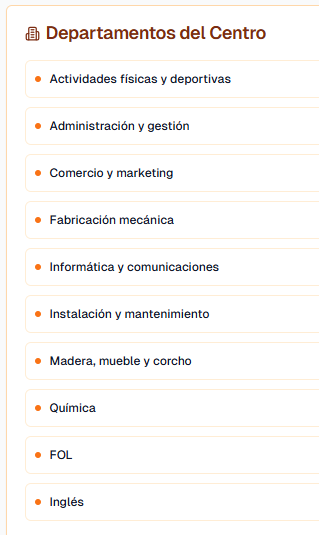 Departamentos del Centro
Actividades físicas y deportivas
Administración y gestión
Comercio y marketing
Fabricación mecánica
Informática y comunicaciones
Instalación y mantenimiento
Madera, mueble y corcho
Química
FOL
Inglés